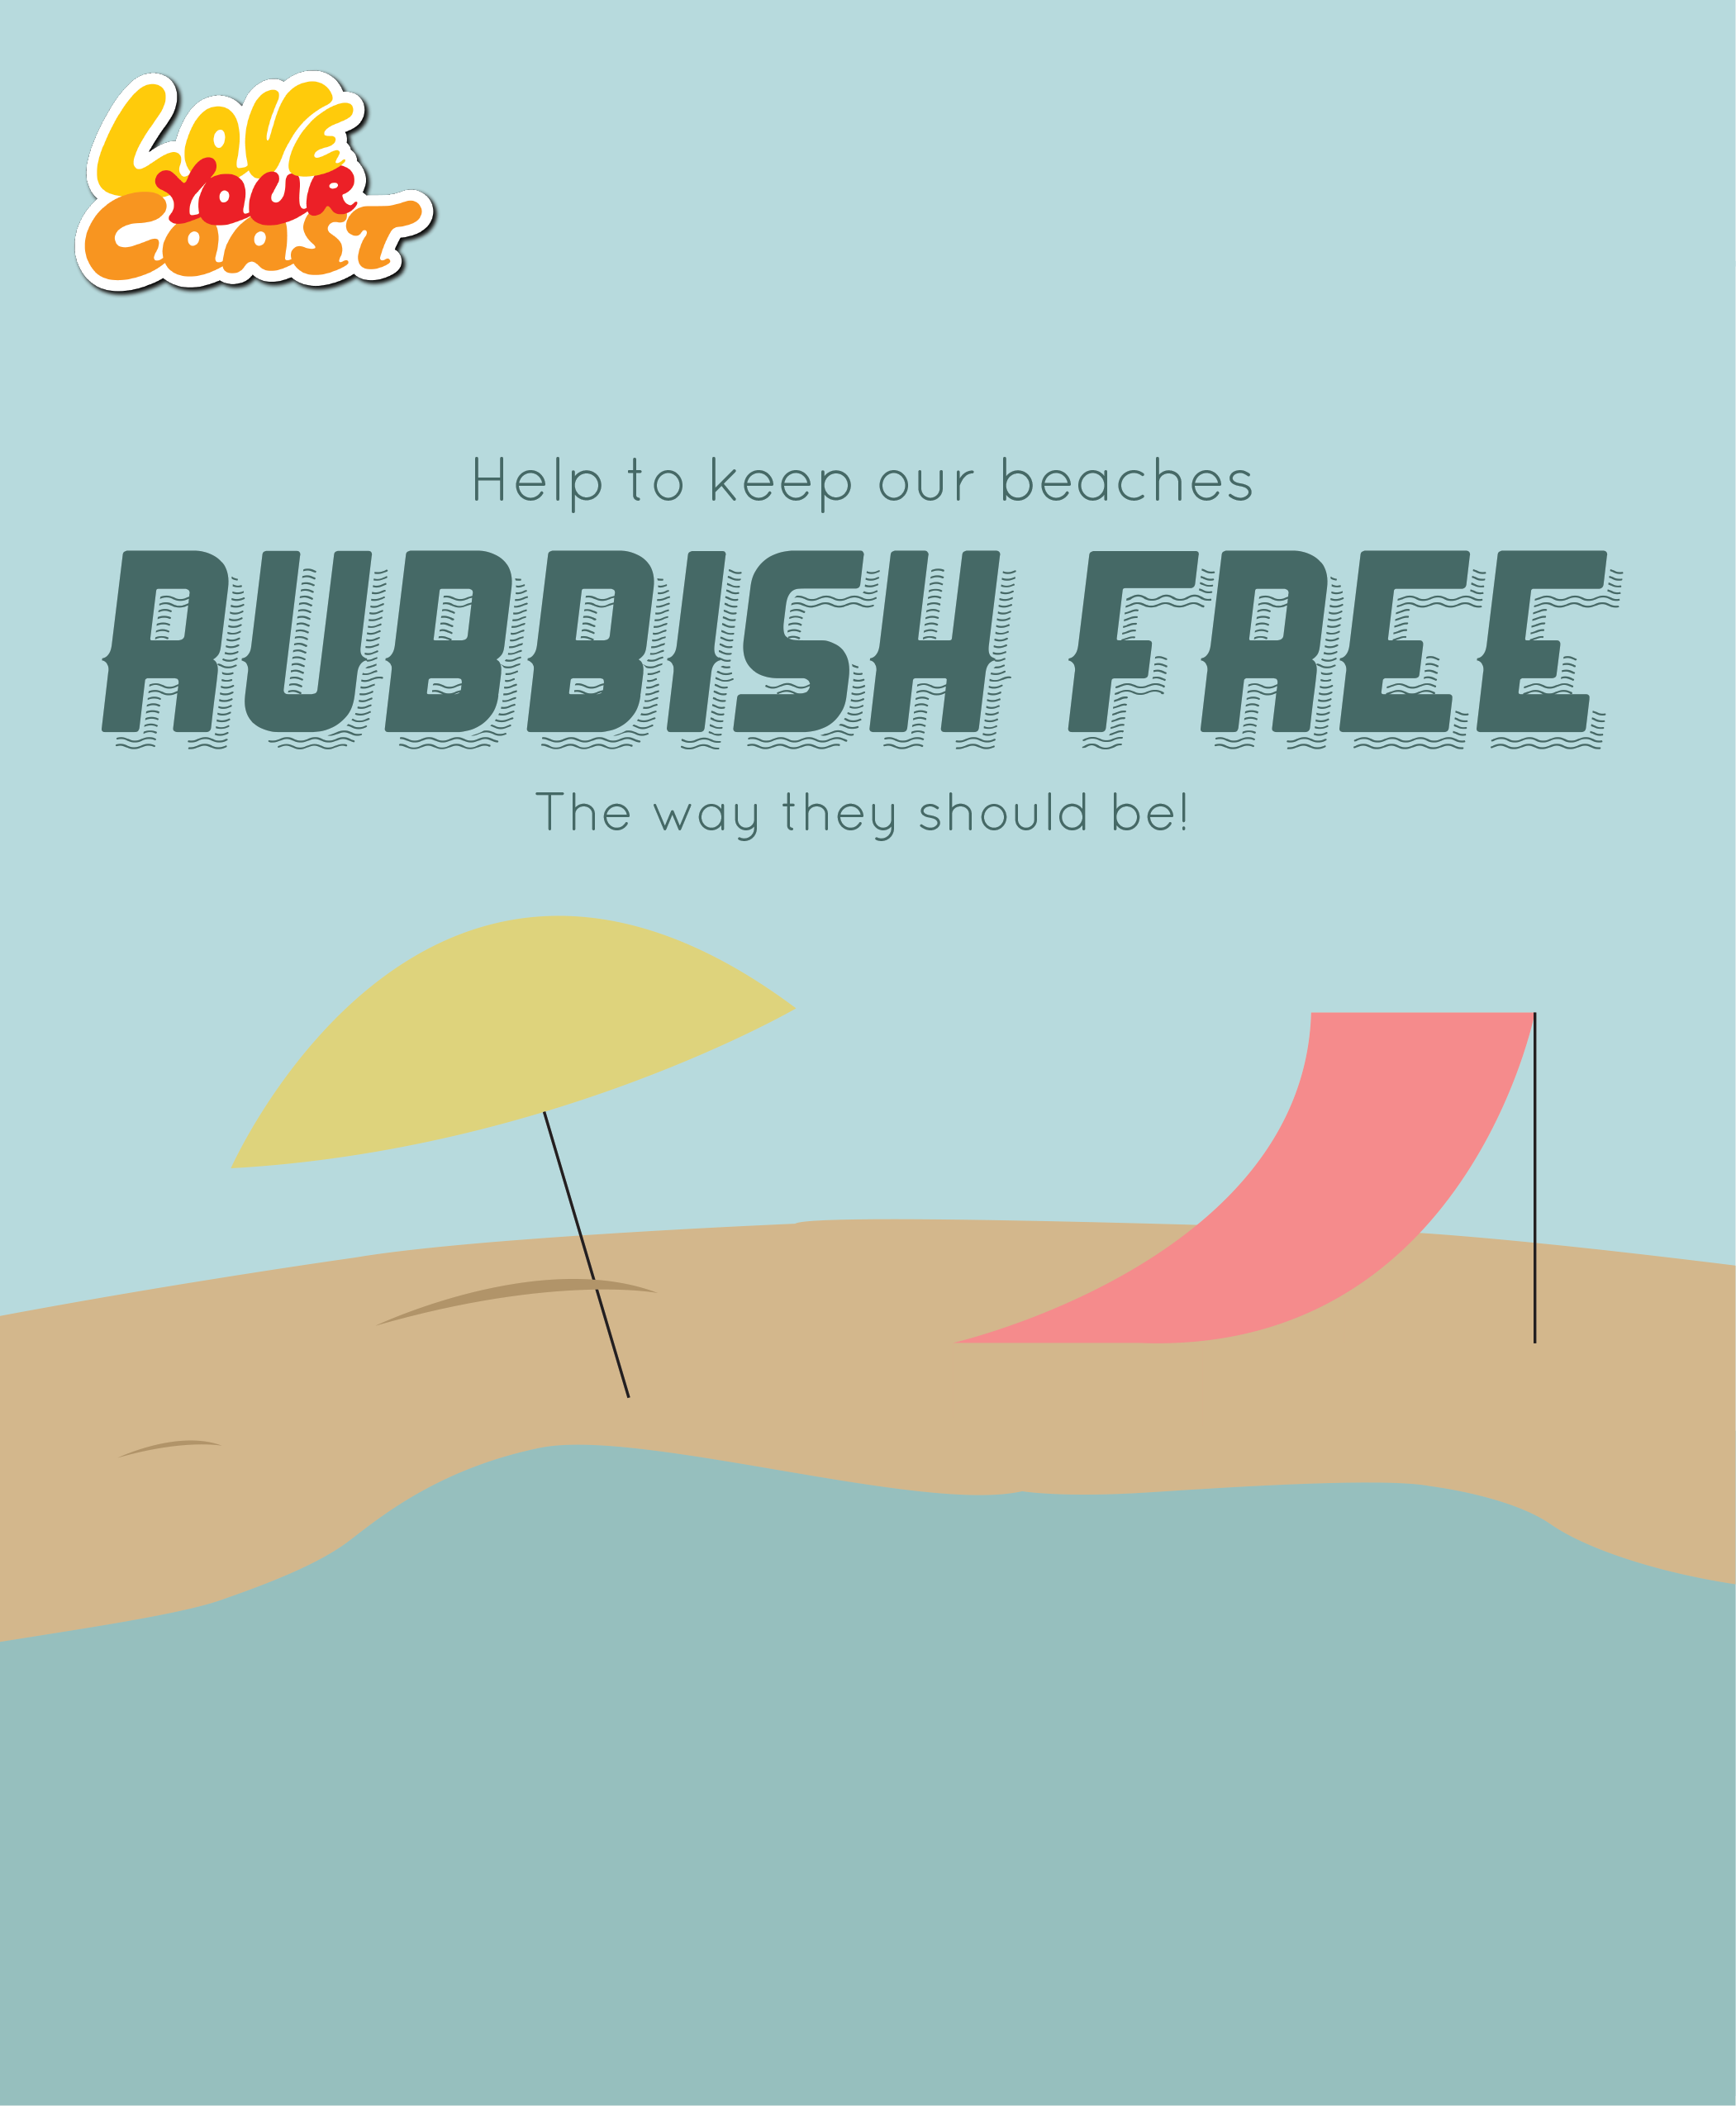 Love
Your
Coast
Help to keep our beaches
RUBBISH FREE
The way they should be!